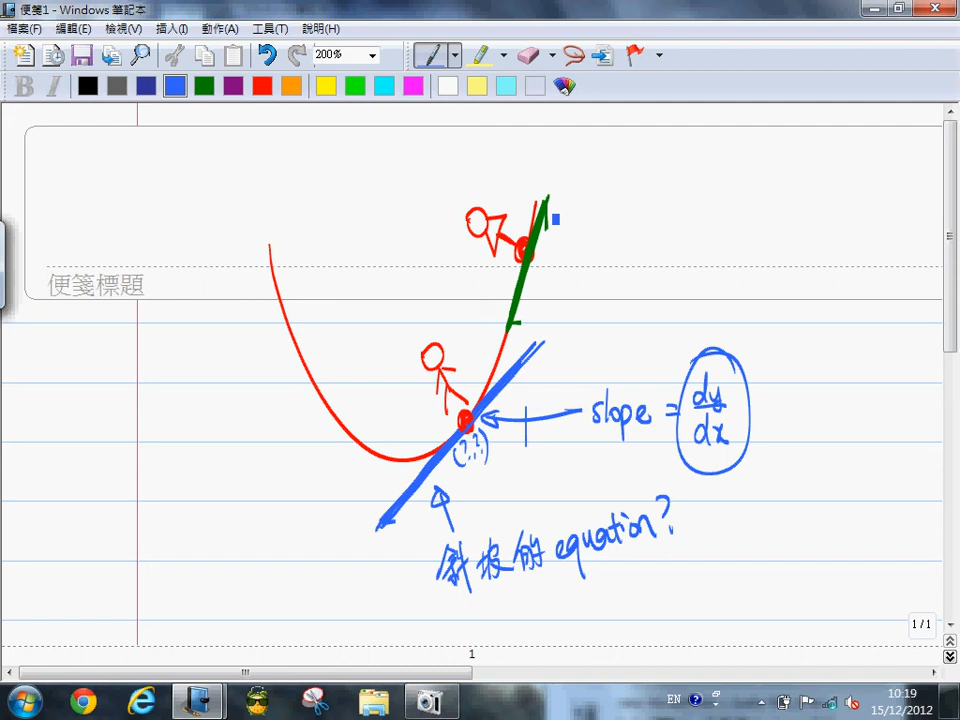 便箋1 - Windows 筆記本
檔案(F) 編輯(E) 檢視(V) 插入(I) 動作(A) 工具(T) 說明(H)
200%
B I
便箋標題
slope = dy/dx
(?,?)
斜坡的 equation?
1 / 1
1
EN
10:19
15/12/2012